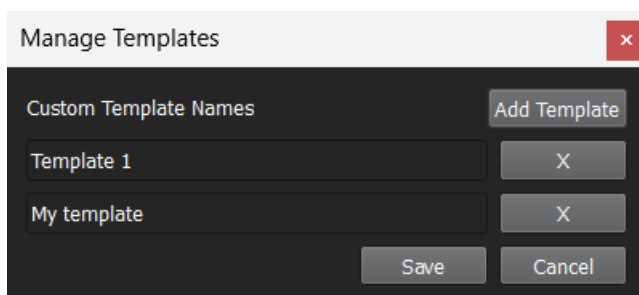 Manage Templates ×
Custom Template Names Add Template
Template 1 X
My template X
Save Cancel